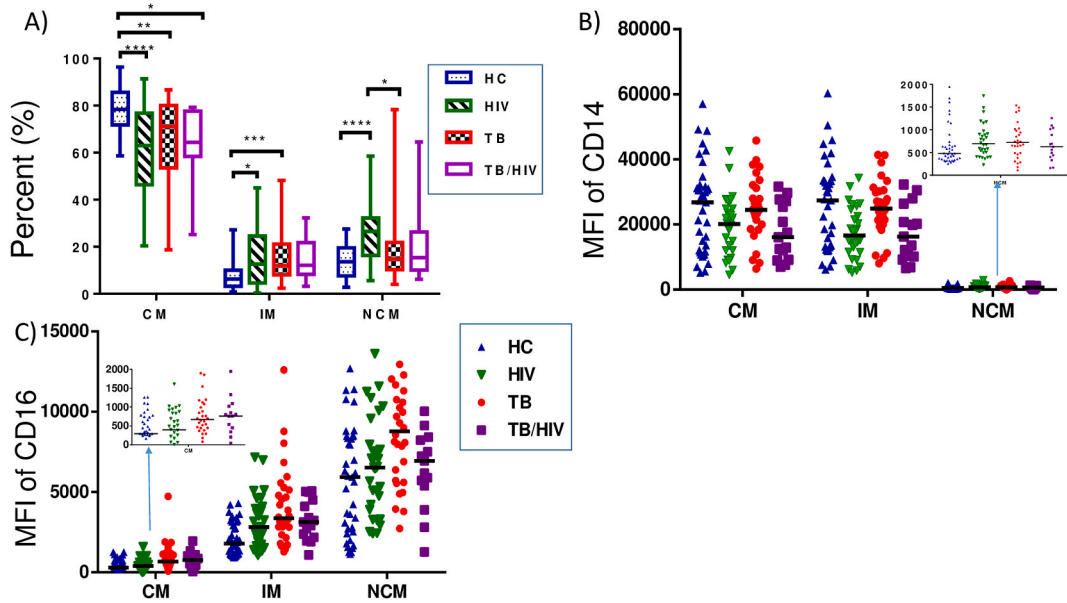 A)
*
**
****
*
***
*
****
Percent (%)
100
80
60
40
20
0
CM
IM
NCM
HC
HIV
TB
TB/HIV
B)
MFI of CD14
80000
60000
40000
20000
0
CM
IM
NCM
2000
1500
1000
500
0
NCM
C)
MFI of CD16
15000
10000
5000
0
CM
IM
NCM
2000
1500
1000
500
0
CM
HC
HIV
TB
TB/HIV